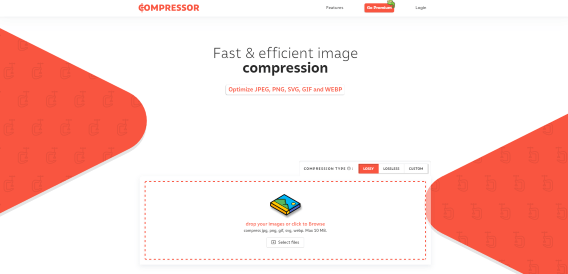 COMPRESSOR
Features
Go Premium
Login
Fast & efficient image
compression
Optimize JPEG, PNG, SVG, GIF and WEBP
COMPRESSION TYPE :
LOSSY
LOSSLESS
CUSTOM
drop your images or click to Browse
compress jpg, png, gif, svg, webp. Max 10 MB.
Select files